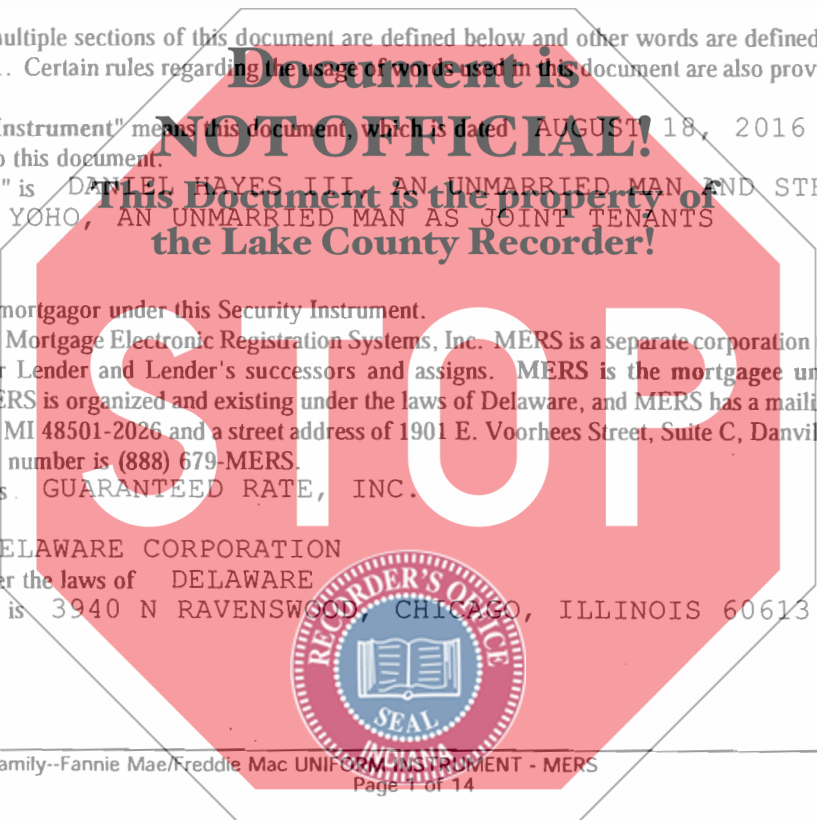 ultiple sections of this document are defined below and other words are defined
Document is
. Certain rules regarding the usage of words used in this document are also prov
Instrument" means this document, which is dated AUGUST 18, 2016
NOT OFFICIAL!
o this document.
" is DANIEL HAYES III, AN UNMARRIED MAN AND STE
This Document is the property of
YOHO, AN UNMARRIED MAN AS JOINT TENANTS
the Lake County Recorder!
mortgagor under this Security Instrument.
Mortgage Electronic Registration Systems, Inc. MERS is a separate corporation
r Lender and Lender's successors and assigns. MERS is the mortgagee un
ERS is organized and existing under the laws of Delaware, and MERS has a maili
MI 48501-2026 and a street address of 1901 E. Voorhees Street, Suite C, Danvil
number is (888) 679-MERS.
STOP
s GUARANTEED RATE, INC.
ELAWARE CORPORATION
er the laws of DELAWARE
is 3940 N RAVENSWOOD, CHICAGO, ILLINOIS 60613
RECORDER'S OFFICE
SEAL
INDIANA
amily--Fannie Mae/Freddie Mac UNIFORM INSTRUMENT - MERS
Page 1 of 14